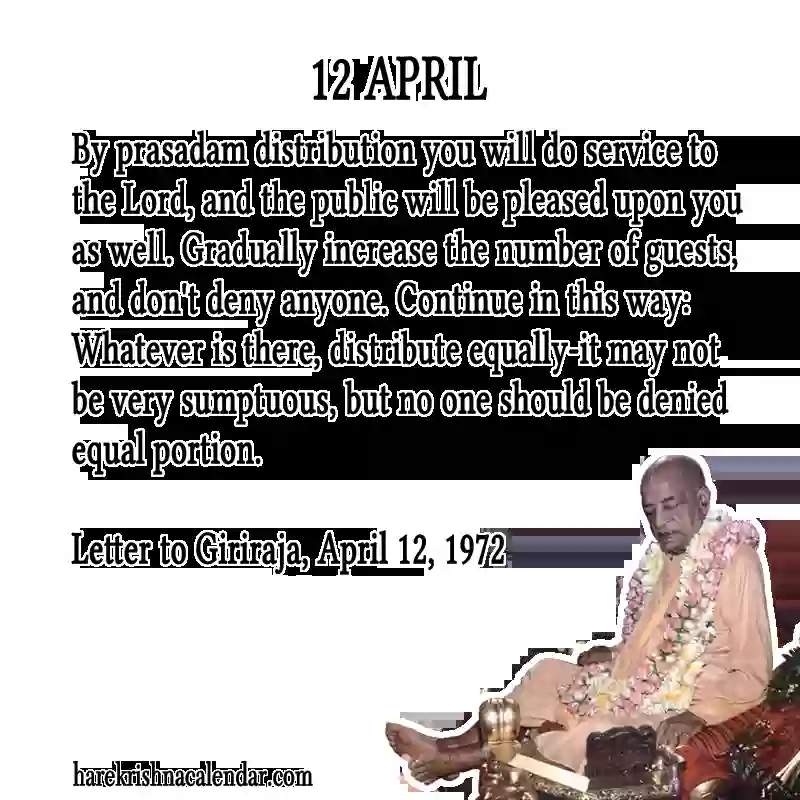 12 APRIL
By prasadam distribution you will do service to
the Lord, and the public will be pleased upon you
as well. Gradually increase the number of guests,
and don't deny anyone. Continue in this way:
Whatever is there, distribute equally-it may not
be very sumptuous, but no one should be denied
equal portion.
Letter to Giriraja, April 12, 1972
harekrishnacalendar.com